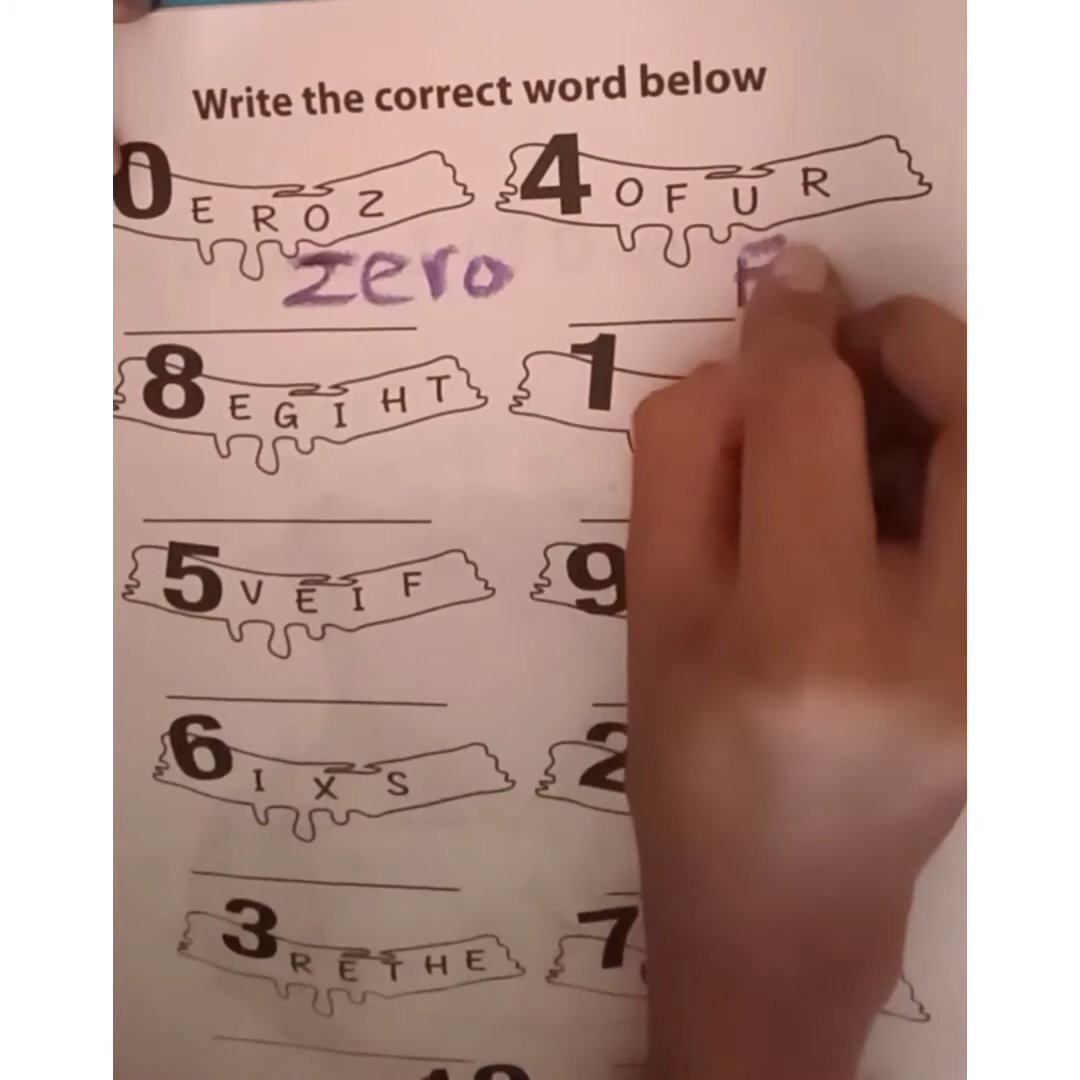 Write the correct word below
0 E R O Z 4 O F U R
zero F
8 E G I H T 1
5 V E I F 9
6 I X S 2
3 R E T H E 7